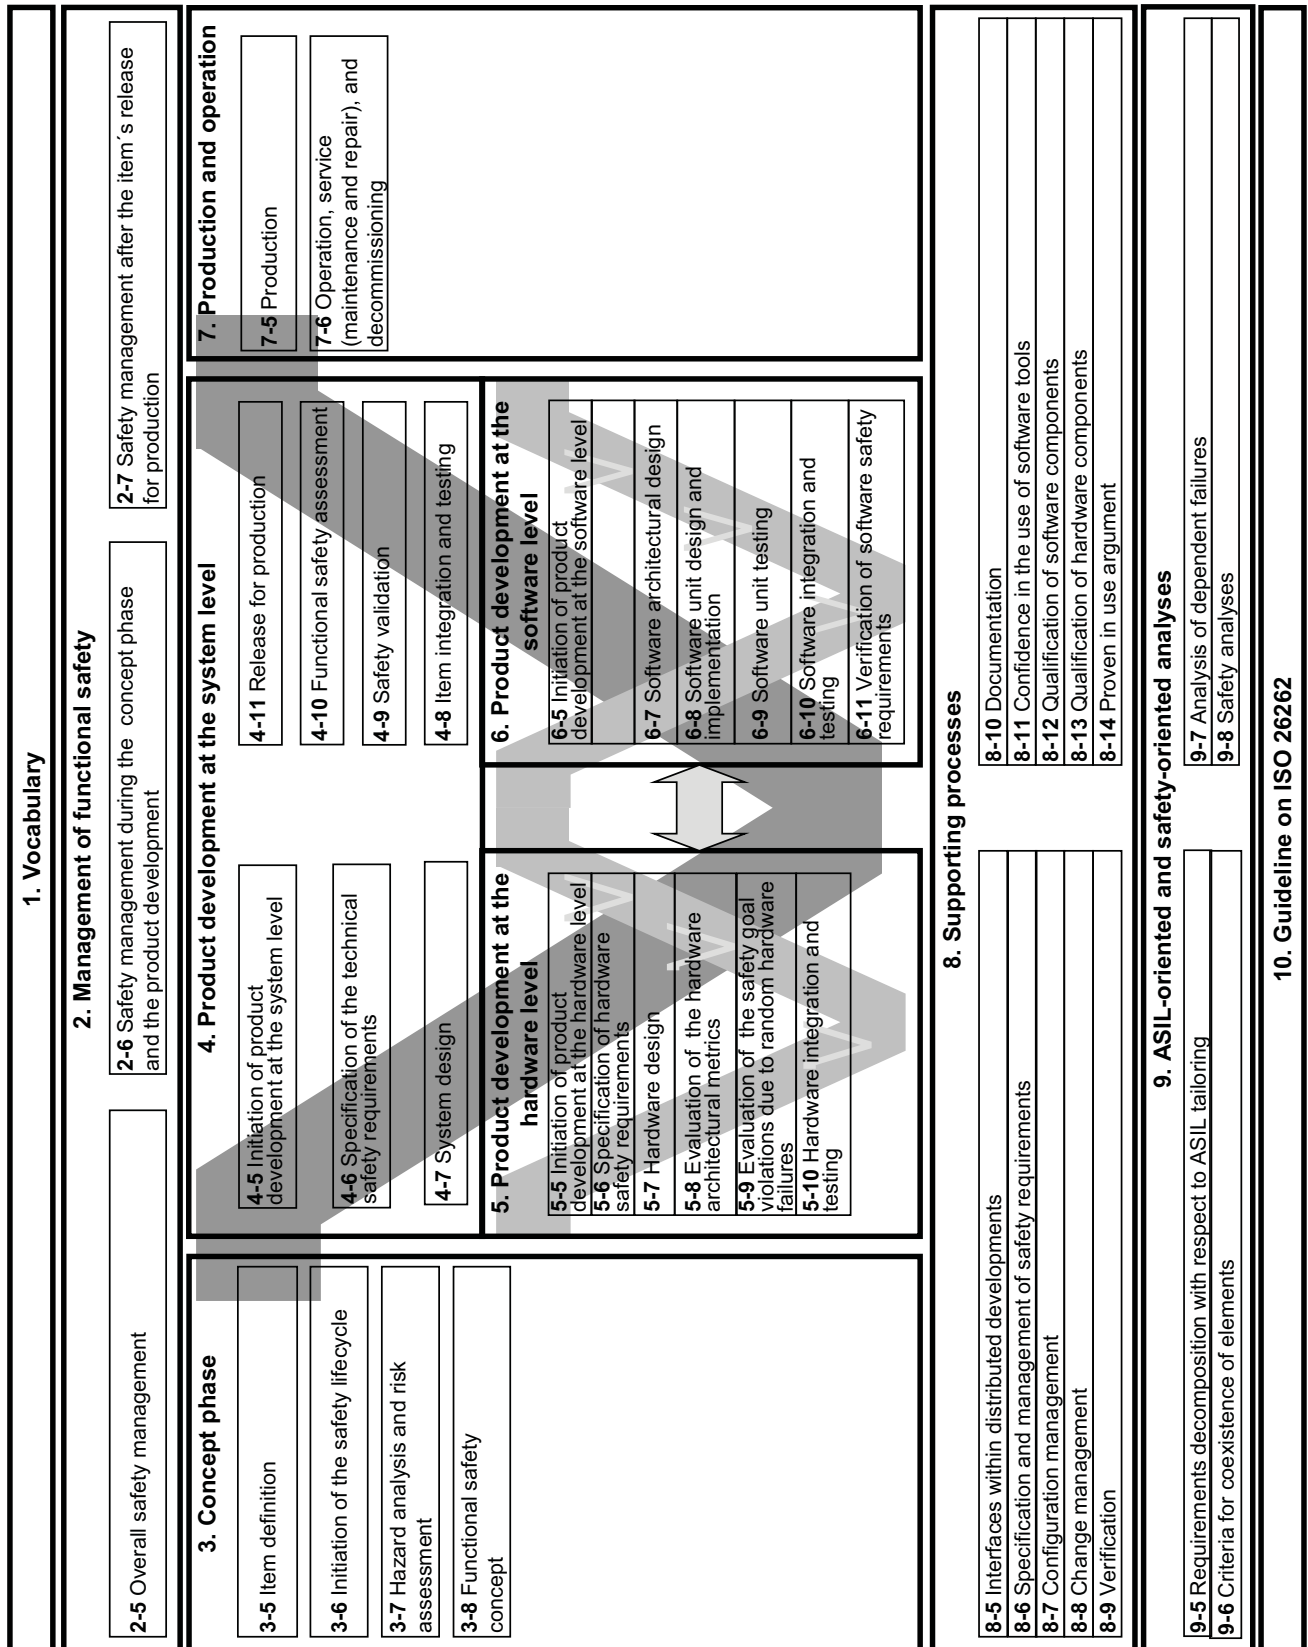 1. Vocabulary
2. Management of functional safety
2-5 Overall safety management
2-6 Safety management during the concept phase
and the product development
2-7 Safety management after the item´s release
for production
3. Concept phase
3-5 Item definition
3-6 Initiation of the safety lifecycle
3-7 Hazard analysis and risk
assessment
3-8 Functional safety
concept
4. Product development at the system level
4-5 Initiation of product
development at the system level
4-6 Specification of the technical
safety requirements
4-7 System design
4-11 Release for production
4-10 Functional safety assessment
4-9 Safety validation
4-8 Item integration and testing
7. Production and operation
7-5 Production
7-6 Operation, service
(maintenance and repair), and
decommissioning
5. Product development at the
hardware level
5-5 Initiation of product
development at the hardware level
5-6 Specification of hardware
safety requirements
5-7 Hardware design
5-8 Evaluation of the hardware
architectural metrics
5-9 Evaluation of the safety goal
violations due to random hardware
failures
5-10 Hardware integration and
testing
6. Product development at the
software level
6-5 Initiation of product
development at the software level
6-7 Software architectural design
6-8 Software unit design and
implementation
6-9 Software unit testing
6-10 Software integration and
testing
6-11 Verification of software safety
requirements
8. Supporting processes
8-5 Interfaces within distributed developments
8-6 Specification and management of safety requirements
8-7 Configuration management
8-8 Change management
8-9 Verification
8-10 Documentation
8-11 Confidence in the use of software tools
8-12 Qualification of software components
8-13 Qualification of hardware components
8-14 Proven in use argument
9. ASIL-oriented and safety-oriented analyses
9-5 Requirements decomposition with respect to ASIL tailoring
9-6 Criteria for coexistence of elements
9-7 Analysis of dependent failures
9-8 Safety analyses
10. Guideline on ISO 26262